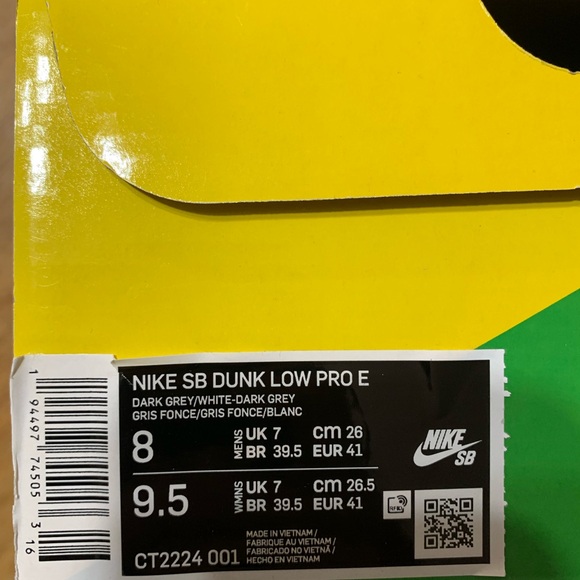 NIKE SB DUNK LOW PRO E
DARK GREY/WHITE-DARK GREY
GRIS FONCE/GRIS FONCE/BLANC
8 MENS UK 7 cm 26
BR 39.5 EUR 41
9.5 WMNS UK 7 cm 26.5
BR 39.5 EUR 41
NIKE
SB
MADE IN VIETNAM /
FABRIQUE AU VIETNAM /
FABRICADO NO VIETNÃ /
HECHO EN VIETNAM
CT2224 001
1 94497 74505 3 16